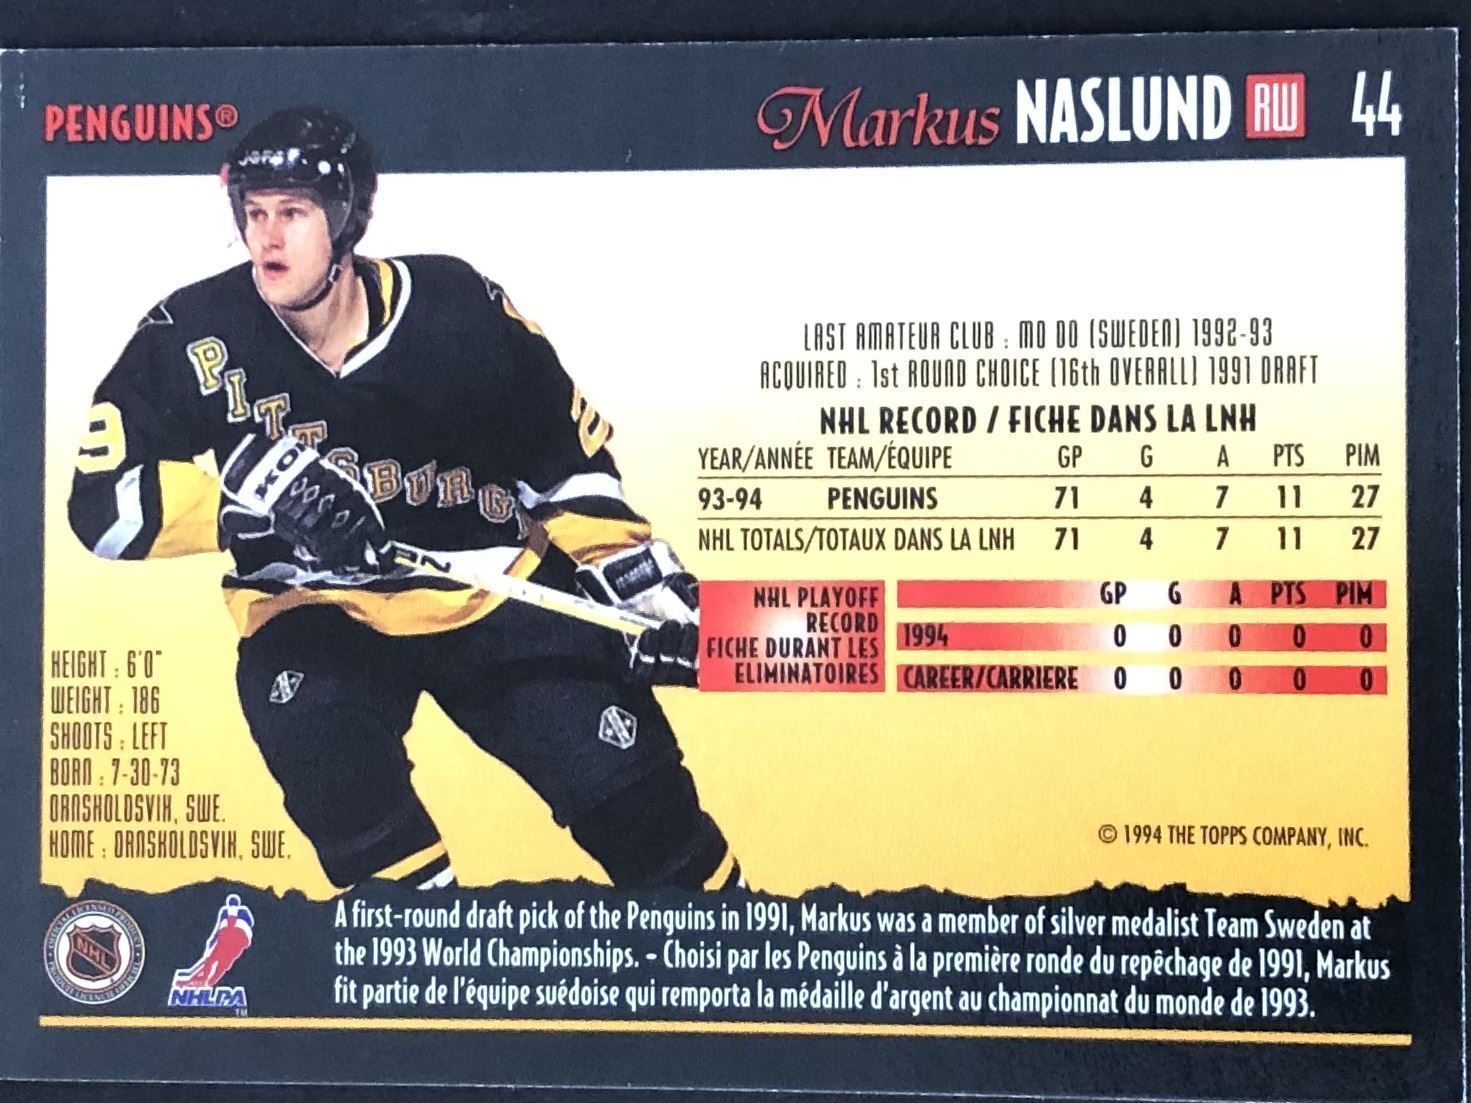 PENGUINS®
Markus NASLUND RW 44
JOFA
PITTSBURG
KOHO
LAST AMATEUR CLUB : MO DO (SWEDEN) 1992-93
ACQUIRED : 1st ROUND CHOICE (16th OVERALL) 1991 DRAFT
NHL RECORD / FICHE DANS LA LNH
YEAR/ANNÉE TEAM/ÉQUIPE GP G A PTS PIM
93-94 PENGUINS 71 4 7 11 27
NHL TOTALS/TOTAUX DANS LA LNH 71 4 7 11 27
NHL PLAYOFF
RECORD
FICHE DURANT LES
ELIMINATOIRES
GP G A PTS PIM
1994 0 0 0 0 0
CAREER/CARRIERE 0 0 0 0 0
HEIGHT : 6'0"
WEIGHT : 186
SHOOTS : LEFT
BORN : 7-30-73
ORNSKOLDSVIK, SWE.
HOME : ORNSKOLDSVIK, SWE.
© 1994 THE TOPPS COMPANY, INC.
NHL
NHLPA
TM
A first-round draft pick of the Penguins in 1991, Markus was a member of silver medalist Team Sweden at
the 1993 World Championships. - Choisi par les Penguins à la première ronde du repêchage de 1991, Markus
fit partie de l'équipe suédoise qui remporta la médaille d'argent au championnat du monde de 1993.